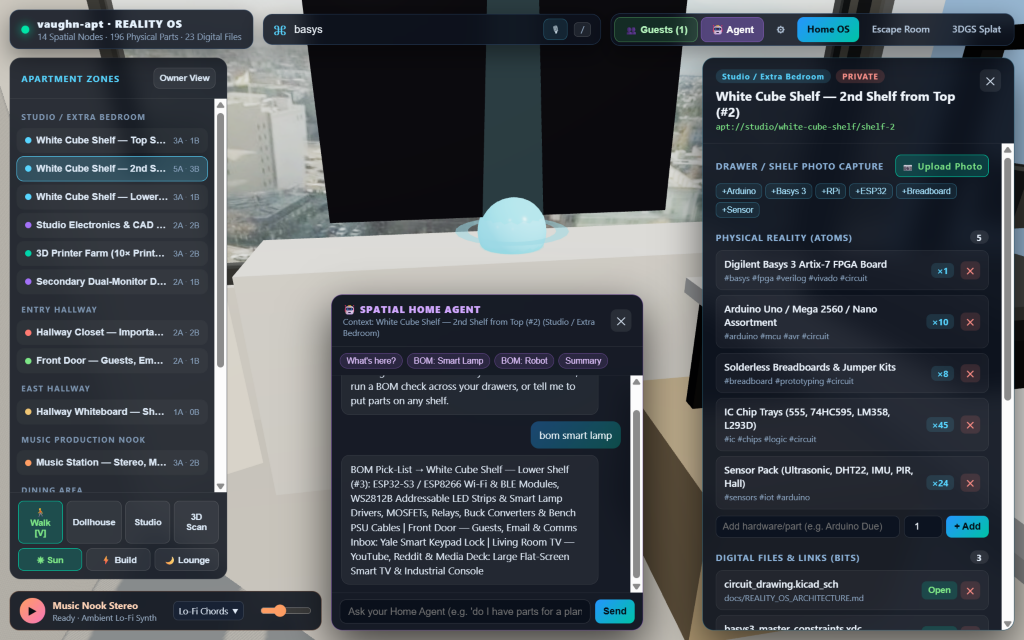 vaughn-apt · REALITY OS
14 Spatial Nodes · 196 Physical Parts · 23 Digital Files
⌘ basys
/
Guests (1)
Agent
Home OS
Escape Room
3DGS Splat
APARTMENT ZONES
Owner View
STUDIO / EXTRA BEDROOM
White Cube Shelf — Top S... 3A · 1B
White Cube Shelf — 2nd S... 5A · 3B
White Cube Shelf — Lower... 3A · 1B
Studio Electronics & CAD ... 2A · 2B
3D Printer Farm (10× Print... 3A · 2B
Secondary Dual-Monitor D... 2A · 1B
ENTRY HALLWAY
Hallway Closet — Importa... 2A · 2B
Front Door — Guests, Em... 2A · 2B
EAST HALLWAY
Hallway Whiteboard — Sh... 1A · 0B
MUSIC PRODUCTION NOOK
Music Station — Stereo, M... 3A · 2B
DINING AREA
Walk
[V]
Dollhouse
Studio
3D
Scan
Sun
Build
Lounge
Music Nook Stereo
Ready · Ambient Lo-Fi Synth
Lo-Fi Chords
SPATIAL HOME AGENT
Context: White Cube Shelf — 2nd Shelf from Top (#2) (Studio / Extra
Bedroom)
What's here?
BOM: Smart Lamp
BOM: Robot
Summary
run a BOM check across your drawers, or tell me to
put parts on any shelf.
bom smart lamp
BOM Pick-List → White Cube Shelf — Lower Shelf
(#3): ESP32-S3 / ESP8266 Wi-Fi & BLE Modules,
WS2812B Addressable LED Strips & Smart Lamp
Drivers, MOSFETs, Relays, Buck Converters & Bench
PSU Cables | Front Door — Guests, Email & Comms
Inbox: Yale Smart Keypad Lock | Living Room TV —
YouTube, Reddit & Media Deck: Large Flat-Screen
Smart TV & Industrial Console
Ask your Home Agent (e.g. 'do I have parts for a plan
Send
Studio / Extra Bedroom
PRIVATE
White Cube Shelf — 2nd Shelf from Top
(#2)
apt://studio/white-cube-shelf/shelf-2
DRAWER / SHELF PHOTO CAPTURE
Upload Photo
+Arduino
+Basys 3
+RPi
+ESP32
+Breadboard
+Sensor
PHYSICAL REALITY (ATOMS) 5
Digilent Basys 3 Artix-7 FPGA Board
#basys #fpga #verilog #vivado #circuit
×1
Arduino Uno / Mega 2560 / Nano
Assortment
#arduino #mcu #avr #circuit
×10
Solderless Breadboards & Jumper Kits
#breadboard #prototyping #circuit
×8
IC Chip Trays (555, 74HC595, LM358,
L293D)
#ic #chips #logic #circuit
×45
Sensor Pack (Ultrasonic, DHT22, IMU, PIR,
Hall)
#sensors #iot #arduino
×24
Add hardware/part (e.g. Arduino Due)
1
+ Add
DIGITAL FILES & LINKS (BITS) 3
circuit_drawing.kicad_sch
docs/REALITY_OS_ARCHITECTURE.md
Open
basys3_master_constraints.xdc